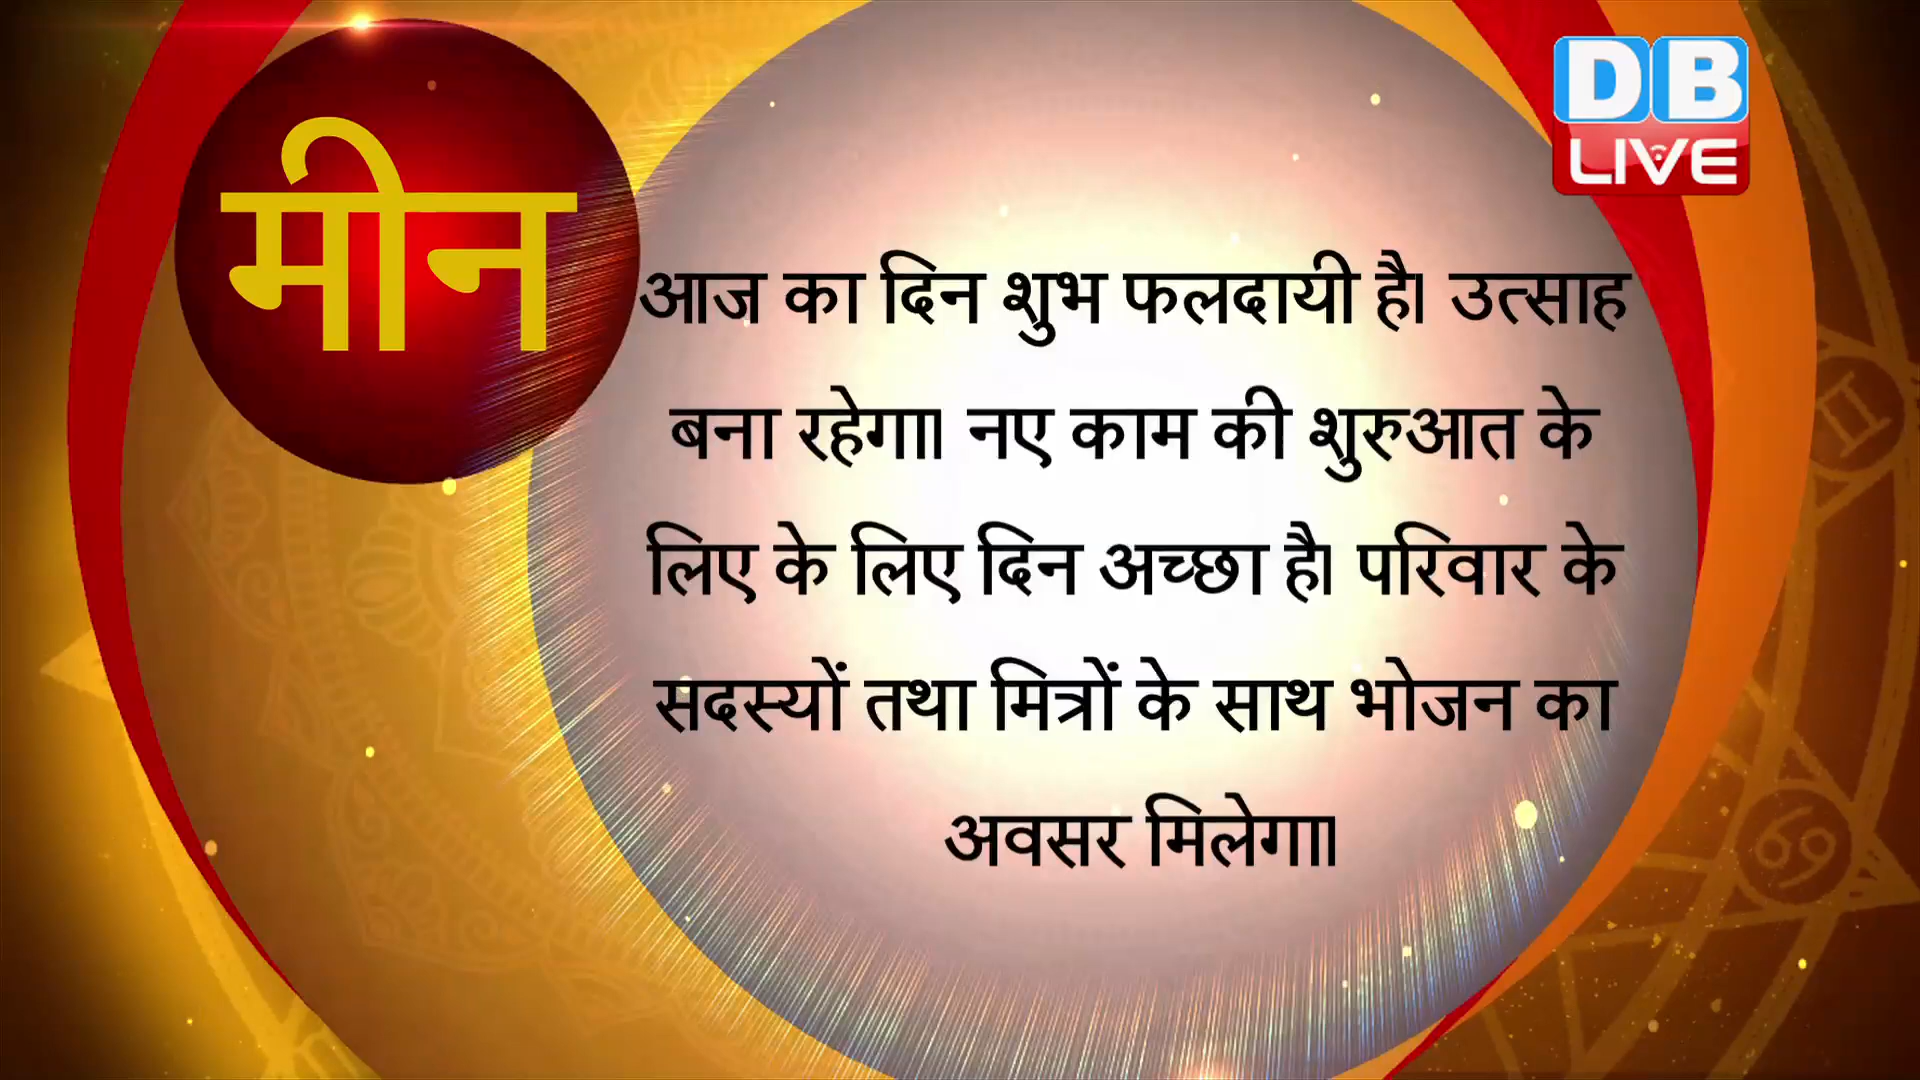 मीन
DB
LIVE
आज का दिन शुभ फलदायी है। उत्साह
बना रहेगा। नए काम की शुरुआत के
लिए के लिए दिन अच्छा है। परिवार के
सदस्यों तथा मित्रों के साथ भोजन का
अवसर मिलेगा।